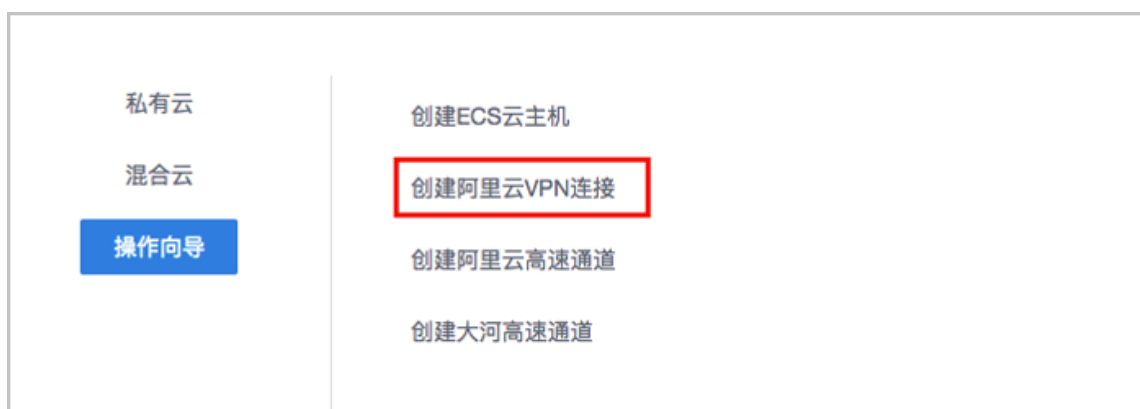 私有云
混合云
操作向导
创建ECS云主机
创建阿里云VPN连接
创建阿里云高速通道
创建大河高速通道